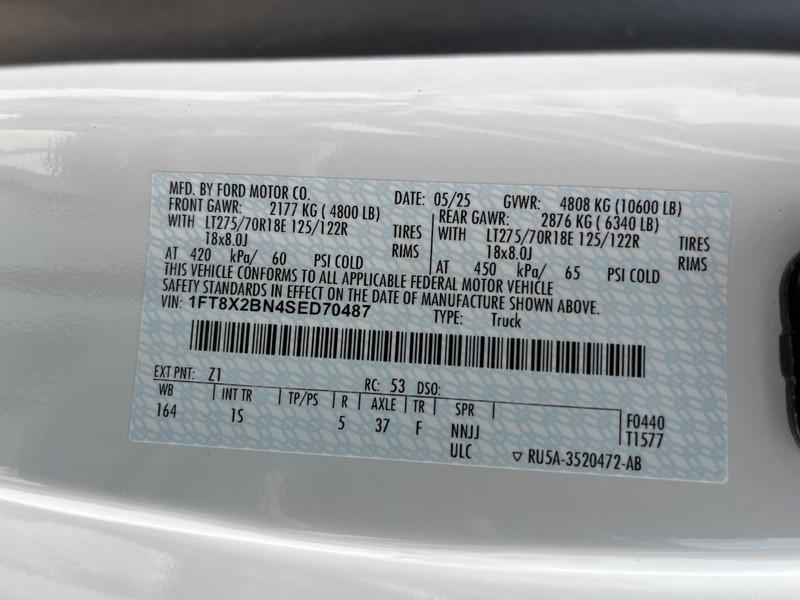 MFD. BY FORD MOTOR CO. DATE: 05/25 GVWR: 4808 KG (10600 LB)
FRONT GAWR: 2177 KG ( 4800 LB) REAR GAWR: 2876 KG ( 6340 LB)
WITH LT275/70R18E 125/122R TIRES WITH LT275/70R18E 125/122R TIRES
18x8.0J RIMS 18x8.0J RIMS
AT 420 kPa/ 60 PSI COLD AT 450 kPa/ 65 PSI COLD
THIS VEHICLE CONFORMS TO ALL APPLICABLE FEDERAL MOTOR VEHICLE
SAFETY STANDARDS IN EFFECT ON THE DATE OF MANUFACTURE SHOWN ABOVE.
VIN: 1FT8X2BN4SED70487 TYPE: Truck
EXT PNT: Z1 RC: 53 DSO:
WB INT TR TP/PS R AXLE TR SPR F0440
164 1S 5 37 F NNJJ T1577
ULC ▽ RU5A-3520472-AB